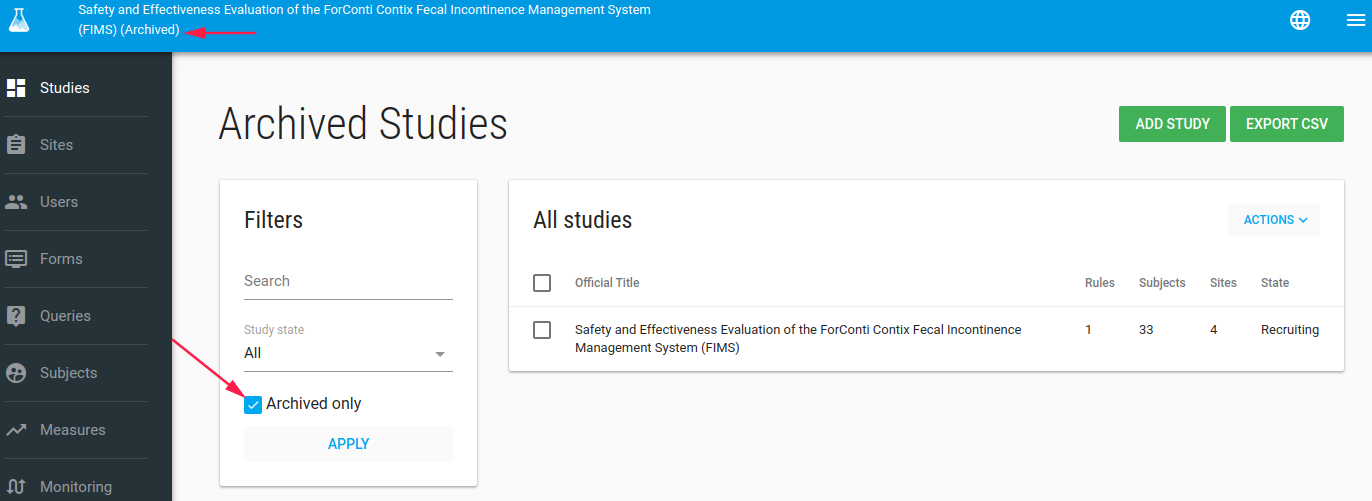 Safety and Effectiveness Evaluation of the ForConti Contix Fecal Incontinence Management System
(FIMS) (Archived)
Studies
Sites
Users
Forms
Queries
Subjects
Measures
Monitoring
Archived Studies
ADD STUDY
EXPORT CSV
Filters
Search
Study state
All
Archived only
APPLY
All studies
ACTIONS
Official Title Rules Subjects Sites State
Safety and Effectiveness Evaluation of the ForConti Contix Fecal Incontinence 1 33 4 Recruiting
Management System (FIMS)